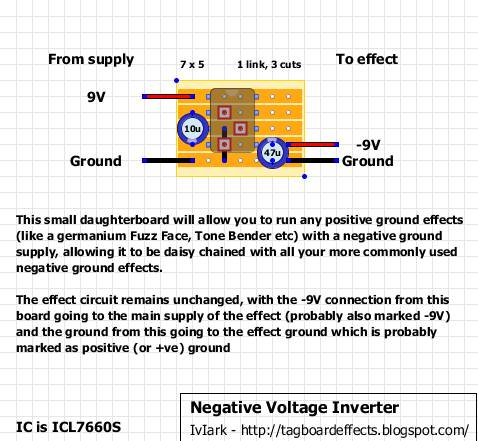 From supply
7 x 5
1 link, 3 cuts
To effect
9V
10u
-9V
Ground
47u
Ground
This small daughterboard will allow you to run any positive ground effects
(like a germanium Fuzz Face, Tone Bender etc) with a negative ground
supply, allowing it to be daisy chained with all your more commonly used
negative ground effects.
The effect circuit remains unchanged, with the -9V connection from this
board going to the main supply of the effect (probably also marked -9V)
and the ground from this going to the effect ground which is probably
marked as positive (or +ve) ground
Negative Voltage Inverter
IC is ICL7660S
IvIark - http://tagboardeffects.blogspot.com/